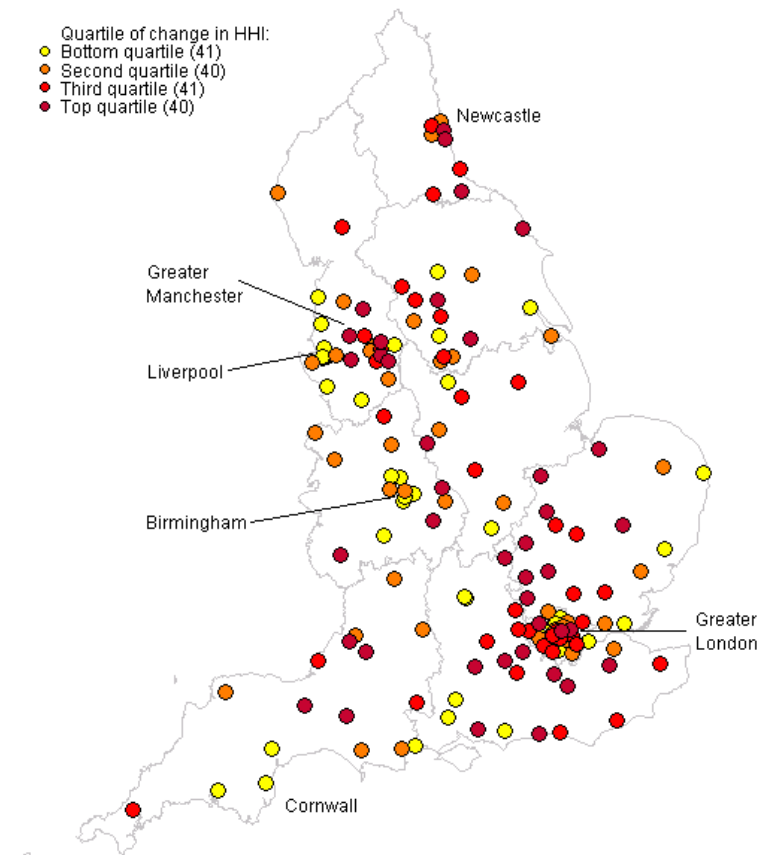 Quartile of change in HHI:
Bottom quartile (41)
Second quartile (40)
Third quartile (41)
Top quartile (40)
Newcastle
Greater
Manchester
Liverpool
Birmingham
Greater
London
Cornwall